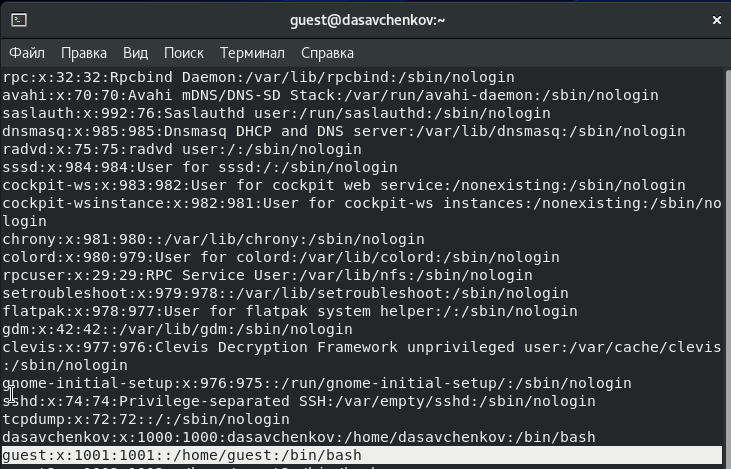 guest@dasavchenkov:~
Файл Правка Вид Поиск Терминал Справка
rpc:x:32:32:Rpcbind Daemon:/var/lib/rpcbind:/sbin/nologin
avahi:x:70:70:Avahi mDNS/DNS-SD Stack:/var/run/avahi-daemon:/sbin/nologin
saslauth:x:992:76:Saslauthd user:/run/saslauthd:/sbin/nologin
dnsmasq:x:985:985:Dnsmasq DHCP and DNS server:/var/lib/dnsmasq:/sbin/nologin
radvd:x:75:75:radvd user:/:/sbin/nologin
sssd:x:984:984:User for sssd:/:/sbin/nologin
cockpit-ws:x:983:982:User for cockpit web service:/nonexisting:/sbin/nologin
cockpit-wsinstance:x:982:981:User for cockpit-ws instances:/nonexisting:/sbin/no
login
chrony:x:981:980::/var/lib/chrony:/sbin/nologin
colord:x:980:979:User for colord:/var/lib/colord:/sbin/nologin
rpcuser:x:29:29:RPC Service User:/var/lib/nfs:/sbin/nologin
setroubleshoot:x:979:978::/var/lib/setroubleshoot:/sbin/nologin
flatpak:x:978:977:User for flatpak system helper:/:/sbin/nologin
gdm:x:42:42::/var/lib/gdm:/sbin/nologin
clevis:x:977:976:Clevis Decryption Framework unprivileged user:/var/cache/clevis
:/sbin/nologin
gnome-initial-setup:x:976:975::/run/gnome-initial-setup/:/sbin/nologin
sshd:x:74:74:Privilege-separated SSH:/var/empty/sshd:/sbin/nologin
tcpdump:x:72:72::/:/sbin/nologin
dasavchenkov:x:1000:1000:dasavchenkov:/home/dasavchenkov:/bin/bash
guest:x:1001:1001::/home/guest:/bin/bash